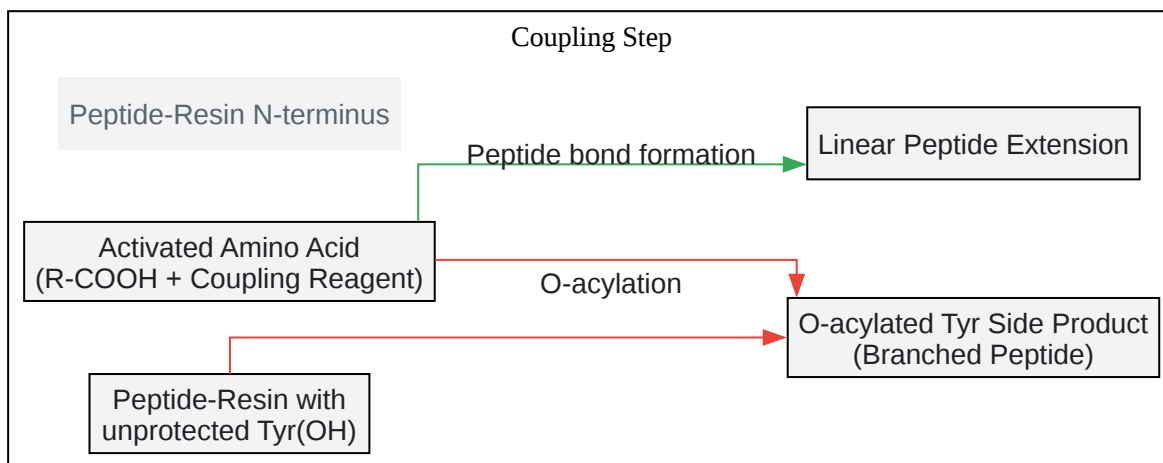 Coupling Step
Peptide-Resin N-terminus
Peptide bond formation
Linear Peptide Extension
Activated Amino Acid
(R-COOH + Coupling Reagent)
O-acylation
O-acylated Tyr Side Product
(Branched Peptide)
Peptide-Resin with
unprotected Tyr(OH)